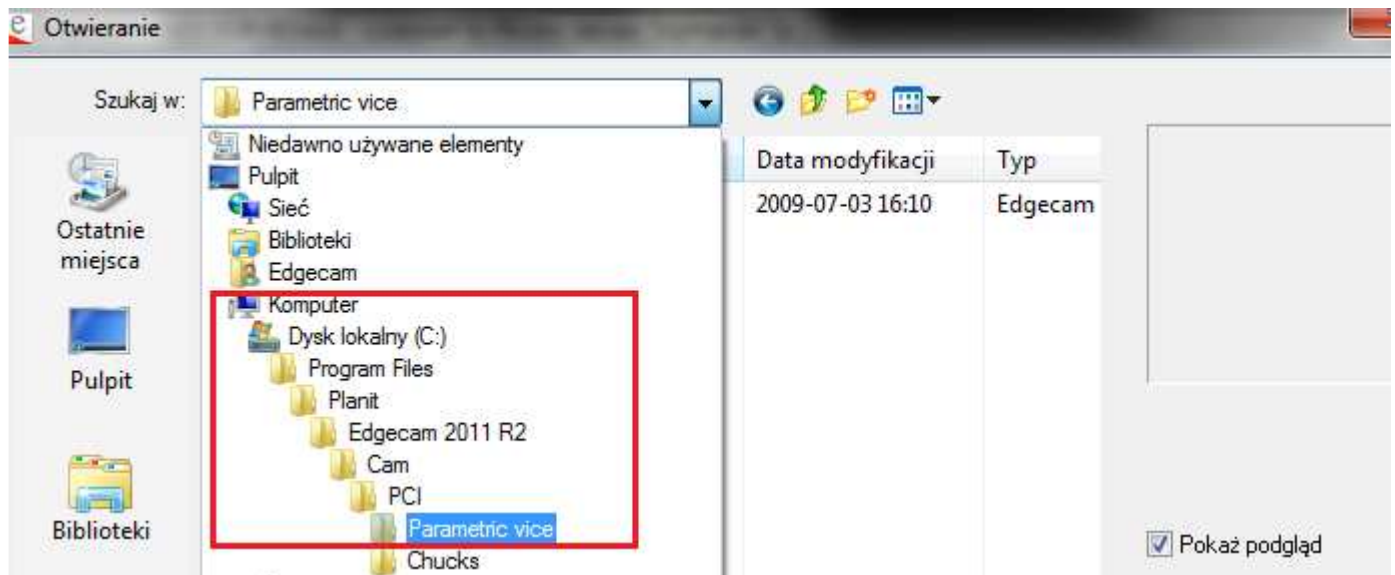 Otwieranie
Szukaj w: Parametric vice
Niedawno używane elementy
Pulpit
Sieć
Biblioteki
Edgecam
Komputer
Dysk lokalny (C:)
Program Files
Planit
Edgecam 2011 R2
Cam
PCI
Parametric vice
Chucks
Data modyfikacji Typ
2009-07-03 16:10 Edgecam
Ostatnie
miejsca
Pulpit
Biblioteki
Pokaż podgląd